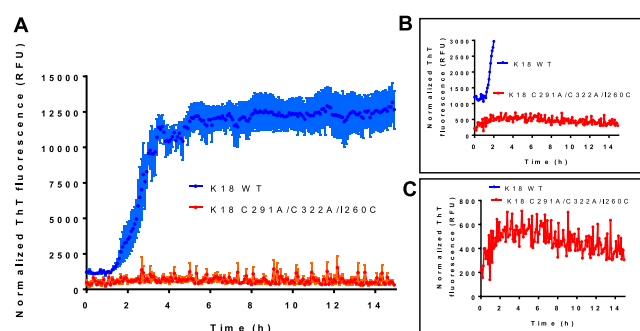 A
Normalized ThT fluorescence (RFU)
15000
12500
10000
7500
5000
2500
0
K18 WT
K18 C291A/C322A/I260C
0 2 4 6 8 10 12 14
Time (h)
B
Normalized ThT
fluorescence (RFU)
3000
2500
2000
1500
1000
500
0
K18 WT
K18 C291A/C322A/I260C
0 2 4 6 8 10 12 14
Time (h)
C
Normalized ThT
fluorescence (RFU)
800
600
400
200
0
K18 WT
K18 C291A/C322A/I260C
0 2 4 6 8 10 12 14
Time (h)